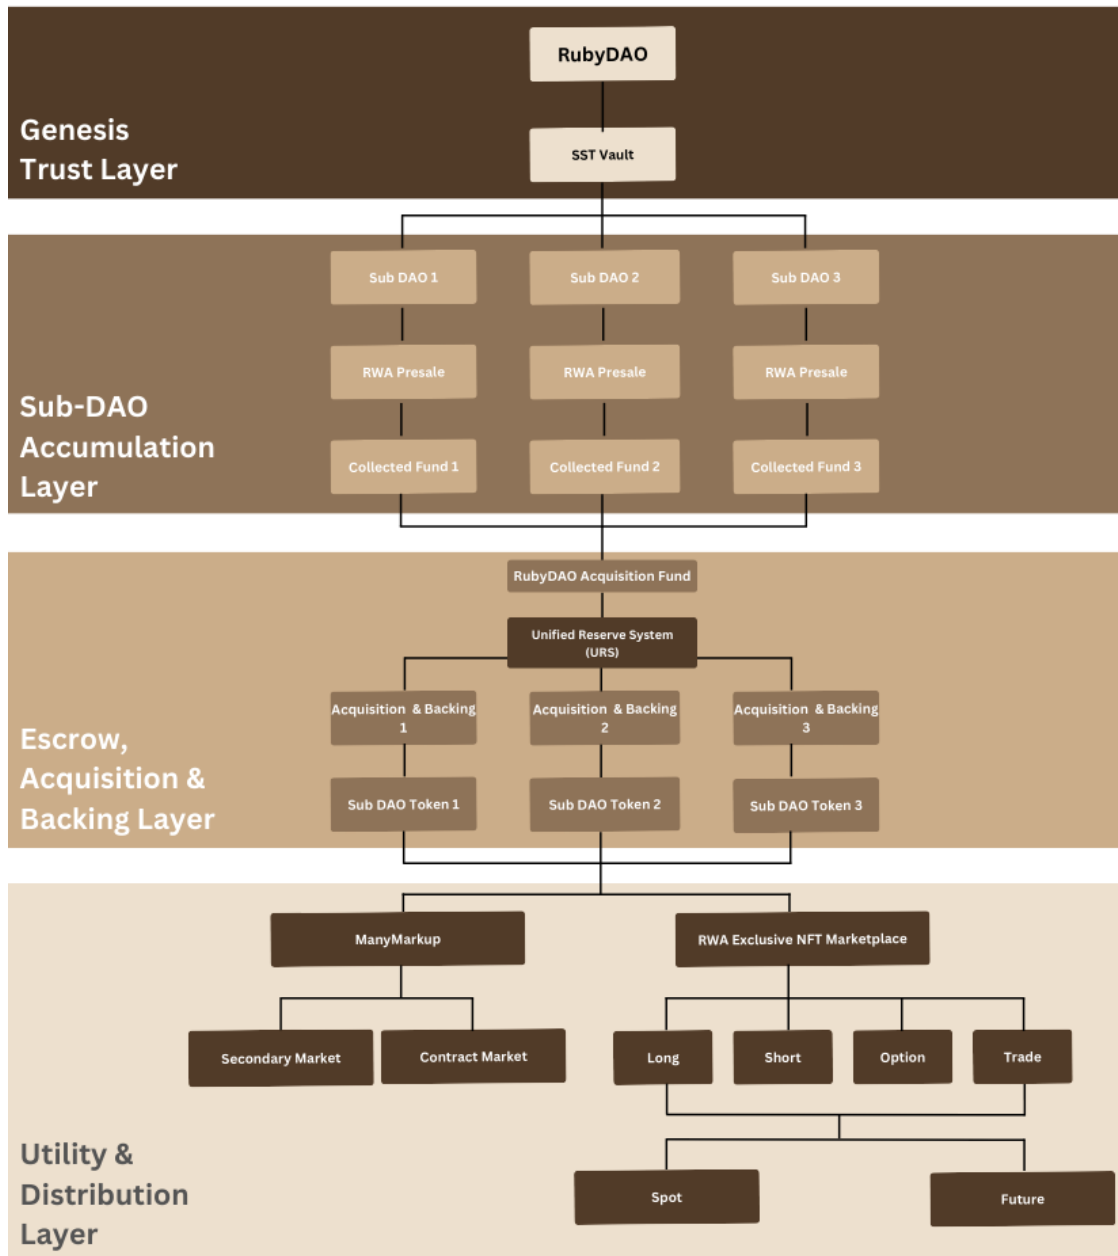 RubyDAO
SST Vault
Genesis
Trust Layer
Sub DAO 1
Sub DAO 2
Sub DAO 3
RWA Presale
RWA Presale
RWA Presale
Collected Fund 1
Collected Fund 2
Collected Fund 3
Sub-DAO
Accumulation
Layer
RubyDAO Acquisition Fund
Unified Reserve System
(URS)
Acquisition & Backing
1
Acquisition & Backing
2
Acquisition & Backing
3
Sub DAO Token 1
Sub DAO Token 2
Sub DAO Token 3
Escrow,
Acquisition &
Backing Layer
ManyMarkup
RWA Exclusive NFT Marketplace
Secondary Market
Contract Market
Long
Short
Option
Trade
Spot
Future
Utility &
Distribution
Layer